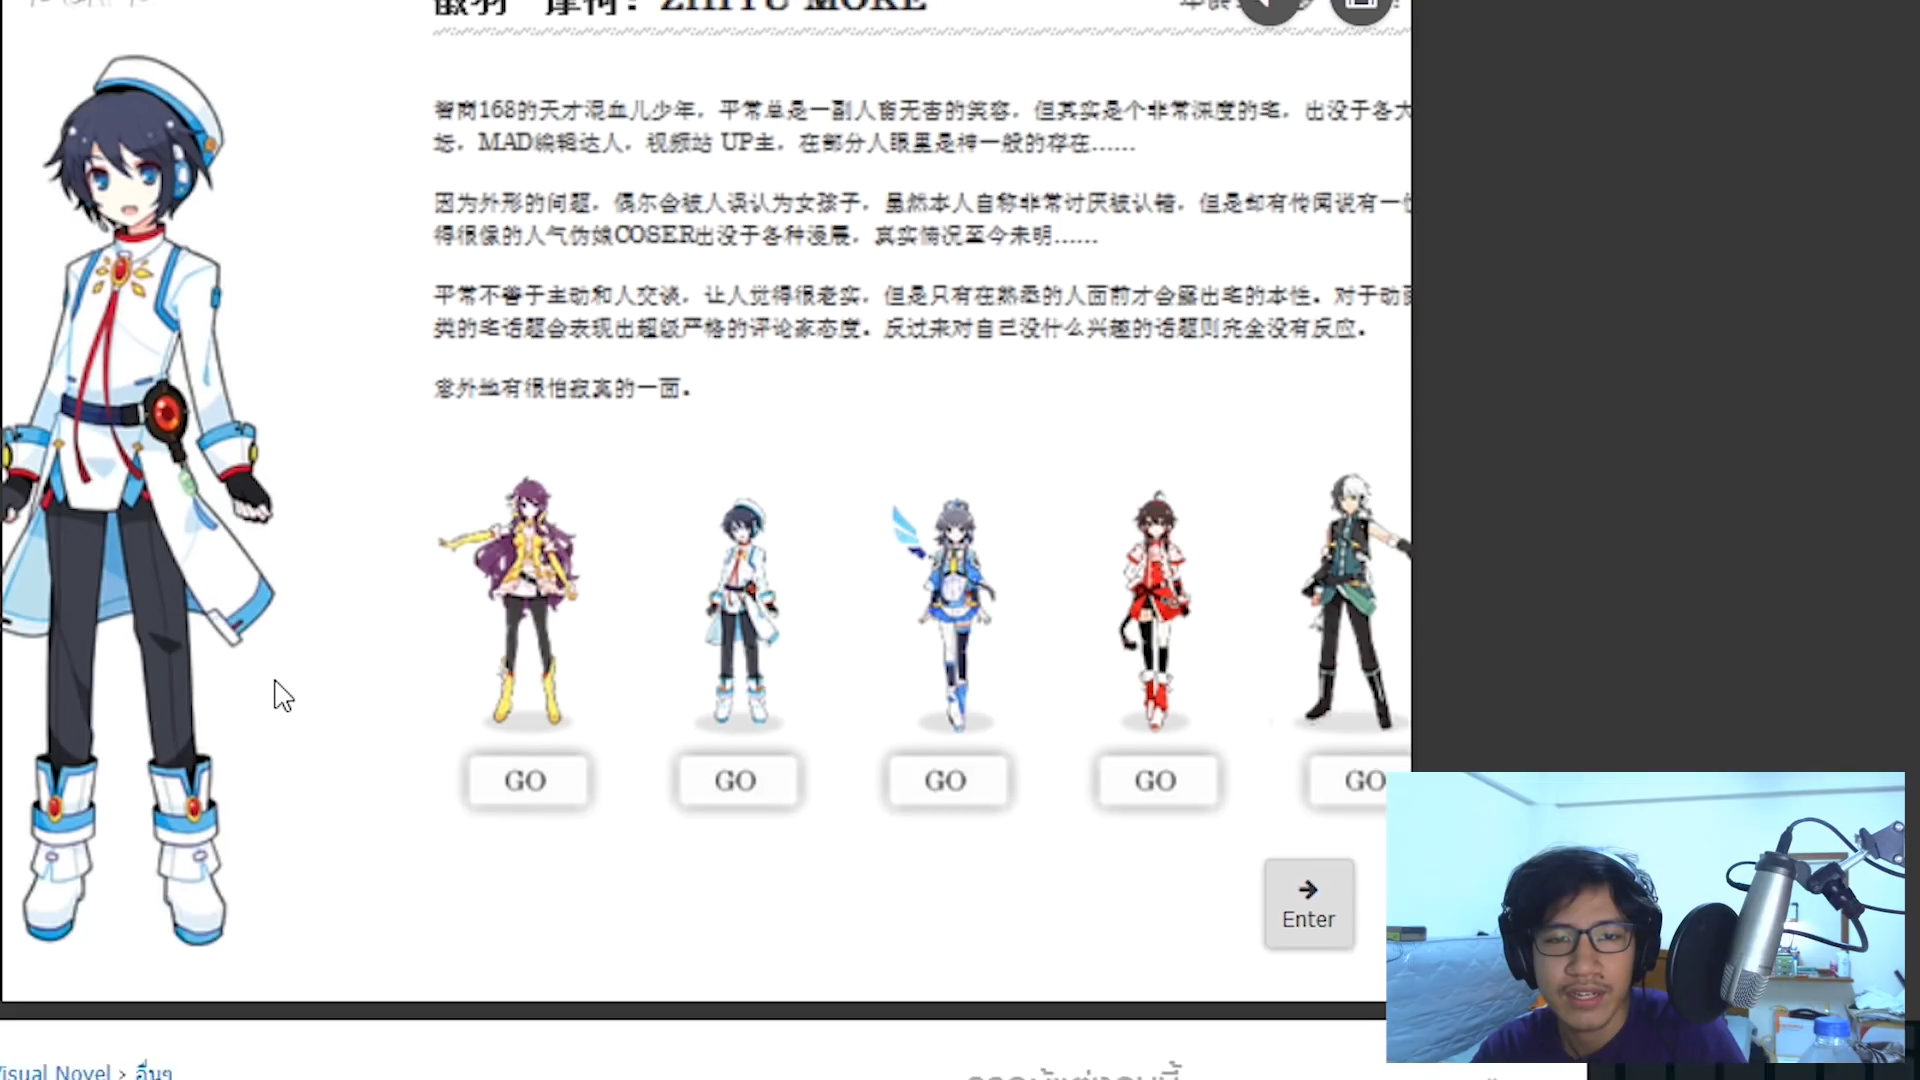 徵羽 摩柯：ZHIYU MOKE
智商168的天才混血儿少年，平常总是一副人畜无害的笑容，但其实是个非常深度的宅，出没于各大
坛，MAD编辑达人，视频站 UP主，在部分人眼里是神一般的存在……
因为外形的问题，偶尔会被人误认为女孩子，虽然本人自称非常讨厌被认错，但是却有传闻说有一位
得很像的人气伪娘COSER出没于各种漫展，真实情况至今未明……
平常不善于主动和人交谈，让人觉得很老实，但是只有在熟悉的人面前才会露出宅的本性。对于动画
类的宅话题会表现出超级严格的评论家态度。反过来对自己没什么兴趣的话题则完全没有反应。
意外地有很怕寂寞的一面。
GO GO GO GO GO
Enter
Visual Novel > อื่นๆ